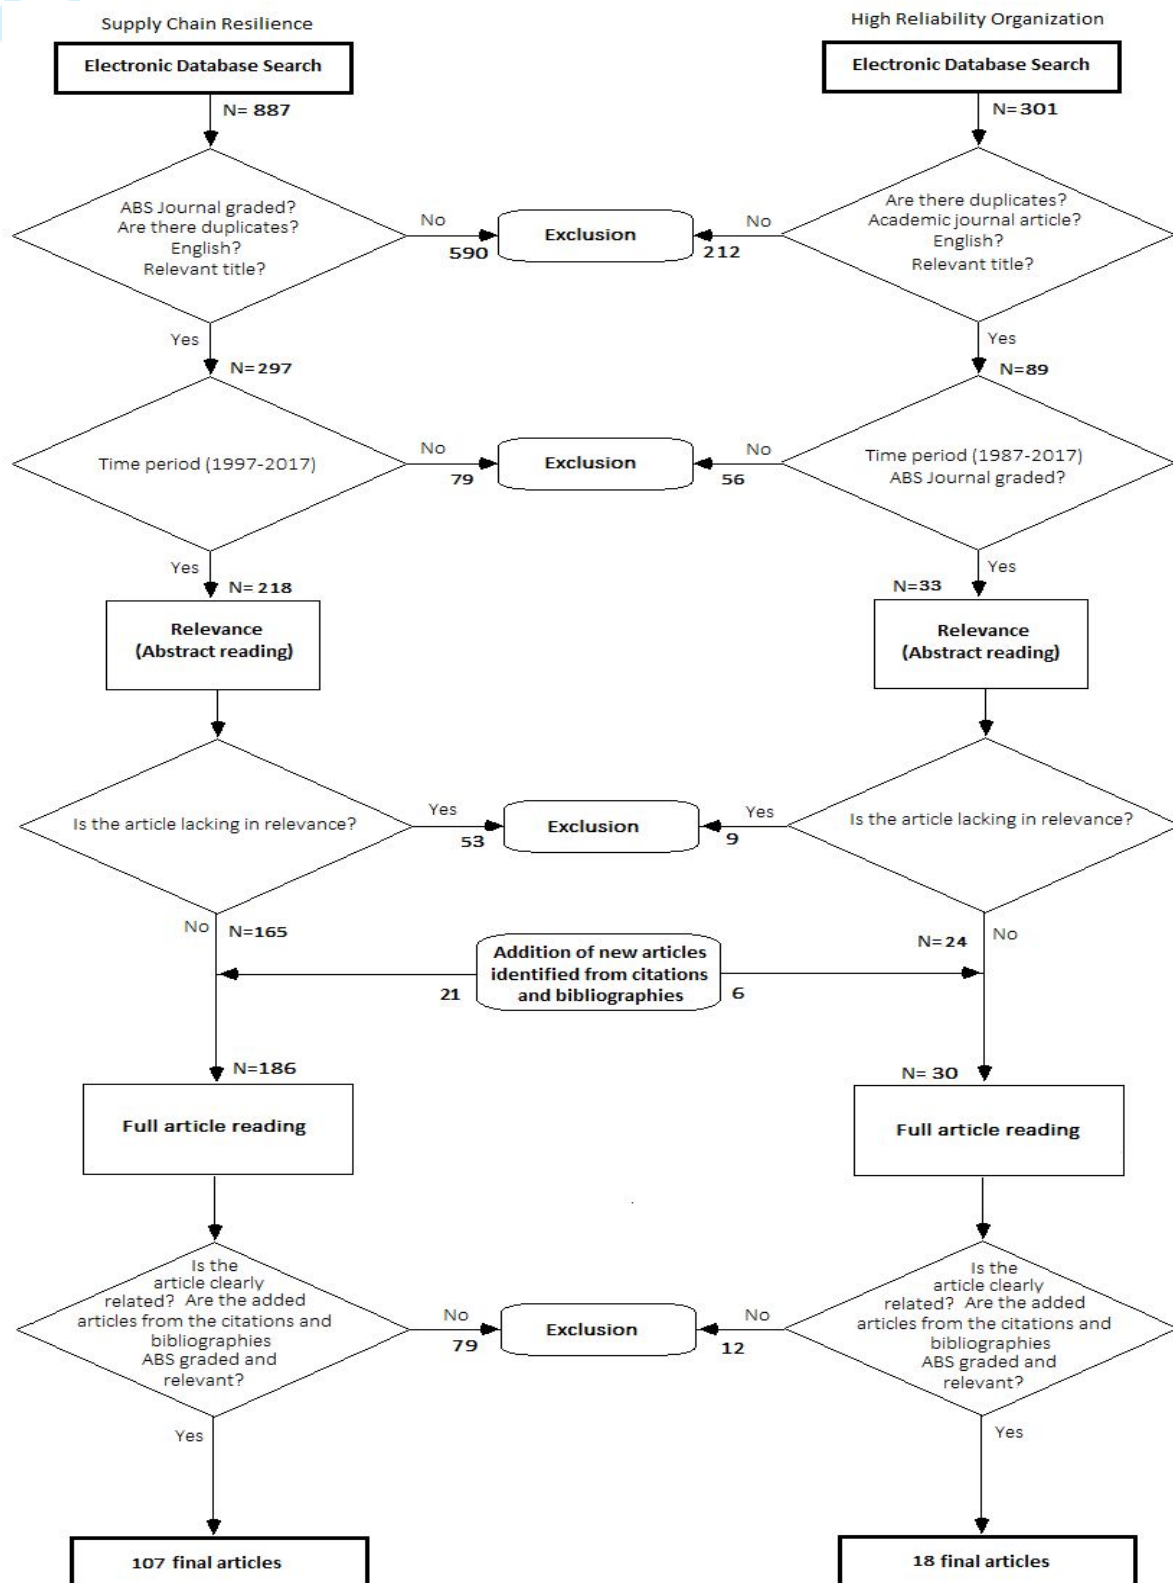 Supply Chain Resilience
High Reliability Organization
Electronic Database Search
Electronic Database Search
N= 887
N= 301
ABS Journal graded?
Are there duplicates?
English?
Relevant title?
No
590
Exclusion
No
212
Are there duplicates?
Academic journal article?
English?
Relevant title?
Yes
N= 297
Yes
N= 89
Time period (1997-2017)
No
79
Exclusion
No
56
Time period (1987-2017)
ABS Journal graded?
Yes
N= 218
Yes
N=33
Relevance
(Abstract reading)
Relevance
(Abstract reading)
Is the article lacking in relevance?
Yes
53
Exclusion
Yes
9
Is the article lacking in relevance?
No
N=165
N= 24
No
Addition of new articles
identified from citations
and bibliographies
21
6
N=186
N= 30
Full article reading
Full article reading
Is the
article clearly
related? Are the added
articles from the citations and
bibliographies
ABS graded and
relevant?
No
79
Exclusion
No
12
Is the
article clearly
related? Are the added
articles from the citations and
bibliographies
ABS graded and
relevant?
Yes
Yes
107 final articles
18 final articles